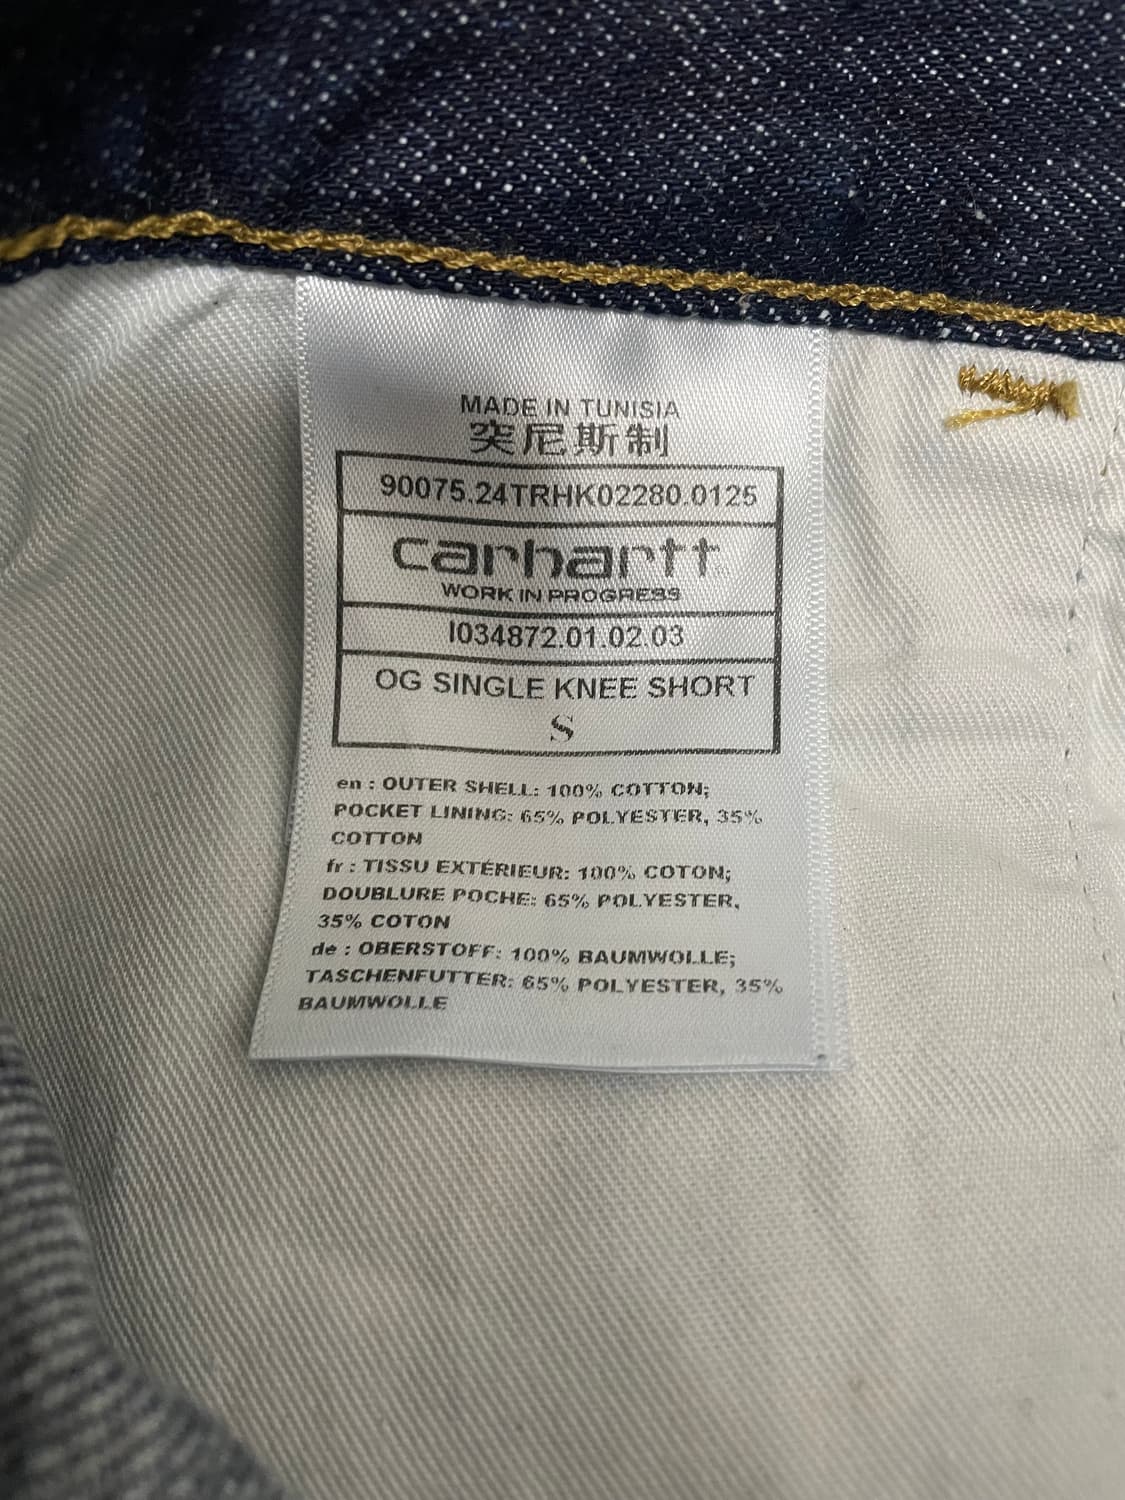 MADE IN TUNISIA
突尼斯制
90075.24TRHK02280.0125
carhartt
WORK IN PROGRESS
I034872.01.02.03
OG SINGLE KNEE SHORT
S
en : OUTER SHELL: 100% COTTON;
POCKET LINING: 65% POLYESTER, 35%
COTTON
fr : TISSU EXTÉRIEUR: 100% COTON;
DOUBLURE POCHE: 65% POLYESTER,
35% COTON
de : OBERSTOFF: 100% BAUMWOLLE;
TASCHENFUTTER: 65% POLYESTER, 35%
BAUMWOLLE